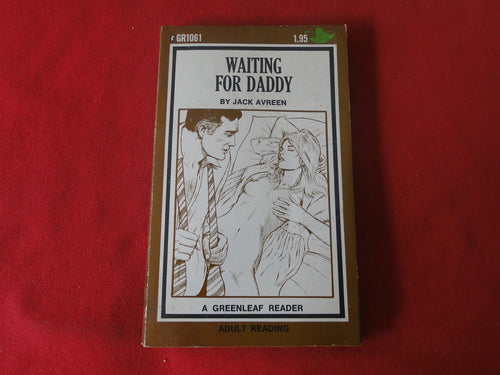 GR1061 1.95
WAITING
FOR DADDY
BY JACK AVREEN
A GREENLEAF READER
ADULT READING